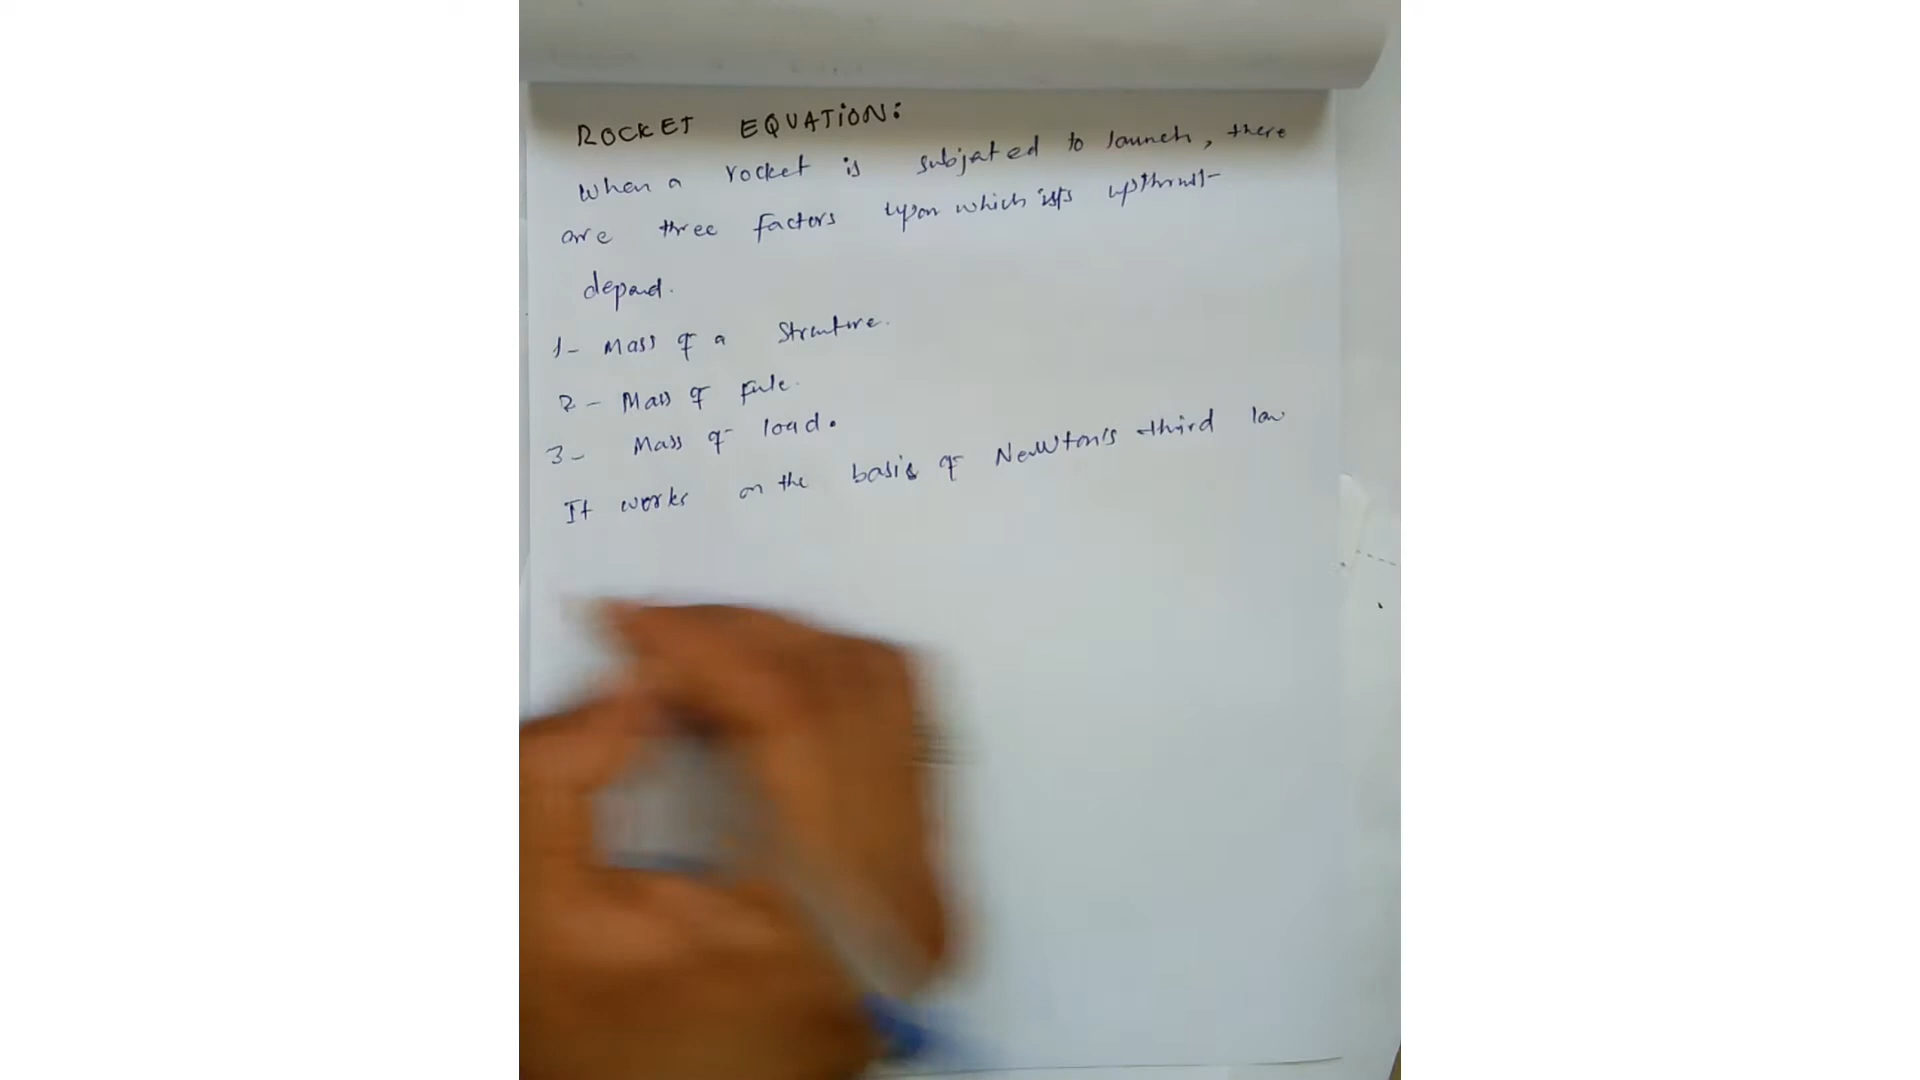 ROCKET EQUATION:
When a rocket is subjated to launch, there
are three factors upon which its upthrust
depand.
1- Mass of a Structure.
2- Mass of fule.
3- Mass of load.
It works on the basis of Newton's third law